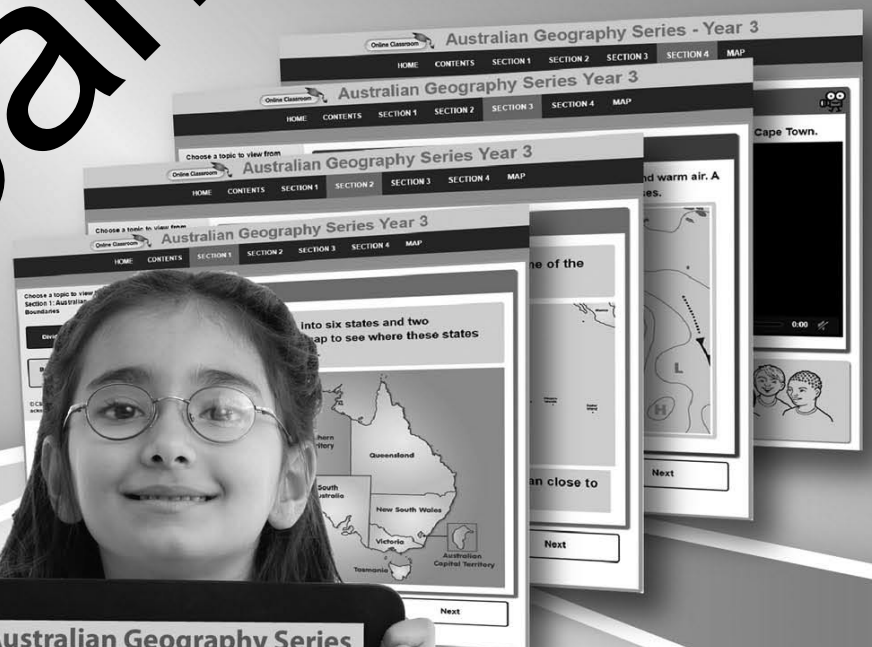 Online Classroom Australian Geography Series - Year 3
HOME CONTENTS SECTION 1 SECTION 2 SECTION 3 SECTION 4 MAP
Cape Town.
0:00
Online Classroom Australian Geography Series Year 3
HOME CONTENTS SECTION 1 SECTION 2 SECTION 3 SECTION 4 MAP
Choose a topic to view from
nd warm air. A
L
H
Next
Online Classroom Australian Geography Series Year 3
HOME CONTENTS SECTION 1 SECTION 2 SECTION 3 SECTION 4 MAP
Choose a topic to view from
e of the
an close to
Next
Online Classroom Australian Geography Series Year 3
HOME CONTENTS SECTION 1 SECTION 2 SECTION 3 SECTION 4 MAP
Choose a topic to view
Section 1: Australian
Boundaries
into six states and two
ap to see where these states
Queensland
South
New South Wales
Victoria
Australian
Capital Territory
Tasmania
Next
Australian Geography Series